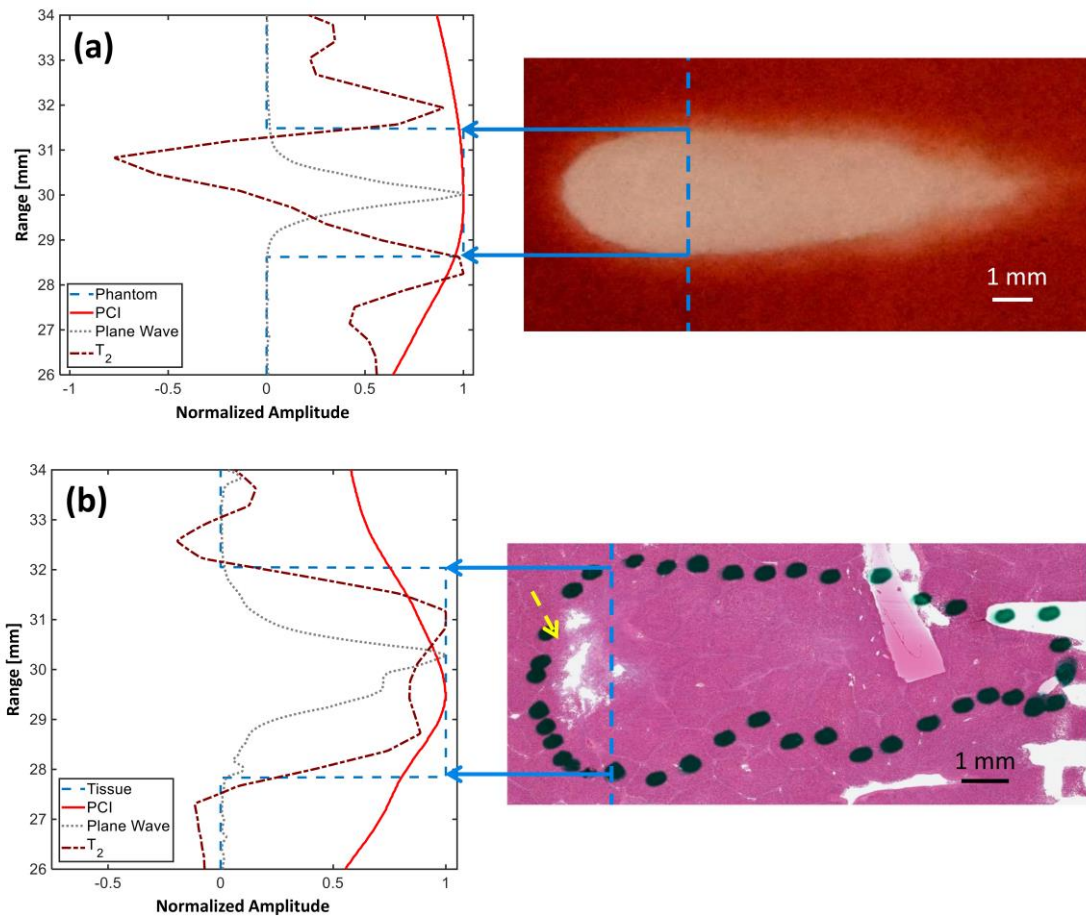 (a)
34
33
32
31
30
29
28
27
26
Range [mm]
Phantom
PCI
Plane Wave
T₂
-1
-0.5
0
0.5
1
Normalized Amplitude
1 mm
(b)
34
33
32
31
30
29
28
27
26
Range [mm]
Tissue
PCI
Plane Wave
T₂
-0.5
0
0.5
1
Normalized Amplitude
1 mm